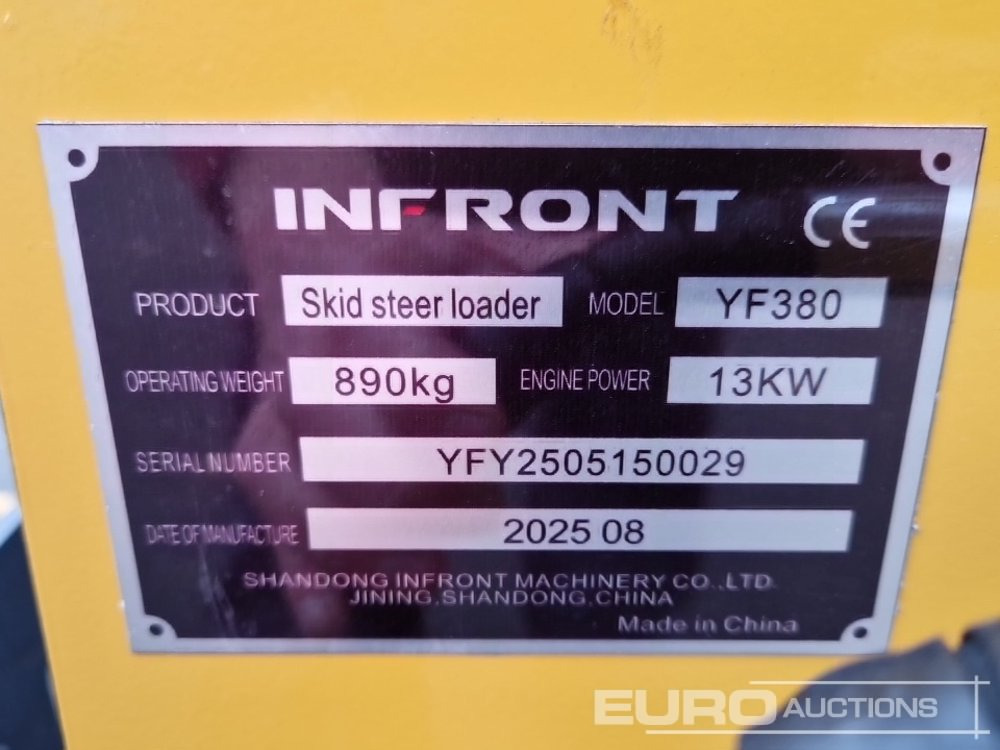 INFRONT CE
PRODUCT Skid steer loader MODEL YF380
OPERATING WEIGHT 890kg ENGINE POWER 13KW
SERIAL NUMBER YFY2505150029
DATE OF MANUFACTURE 2025 08
SHANDONG INFRONT MACHINERY CO.,LTD.
JINING,SHANDONG,CHINA
Made in China
EURO AUCTIONS